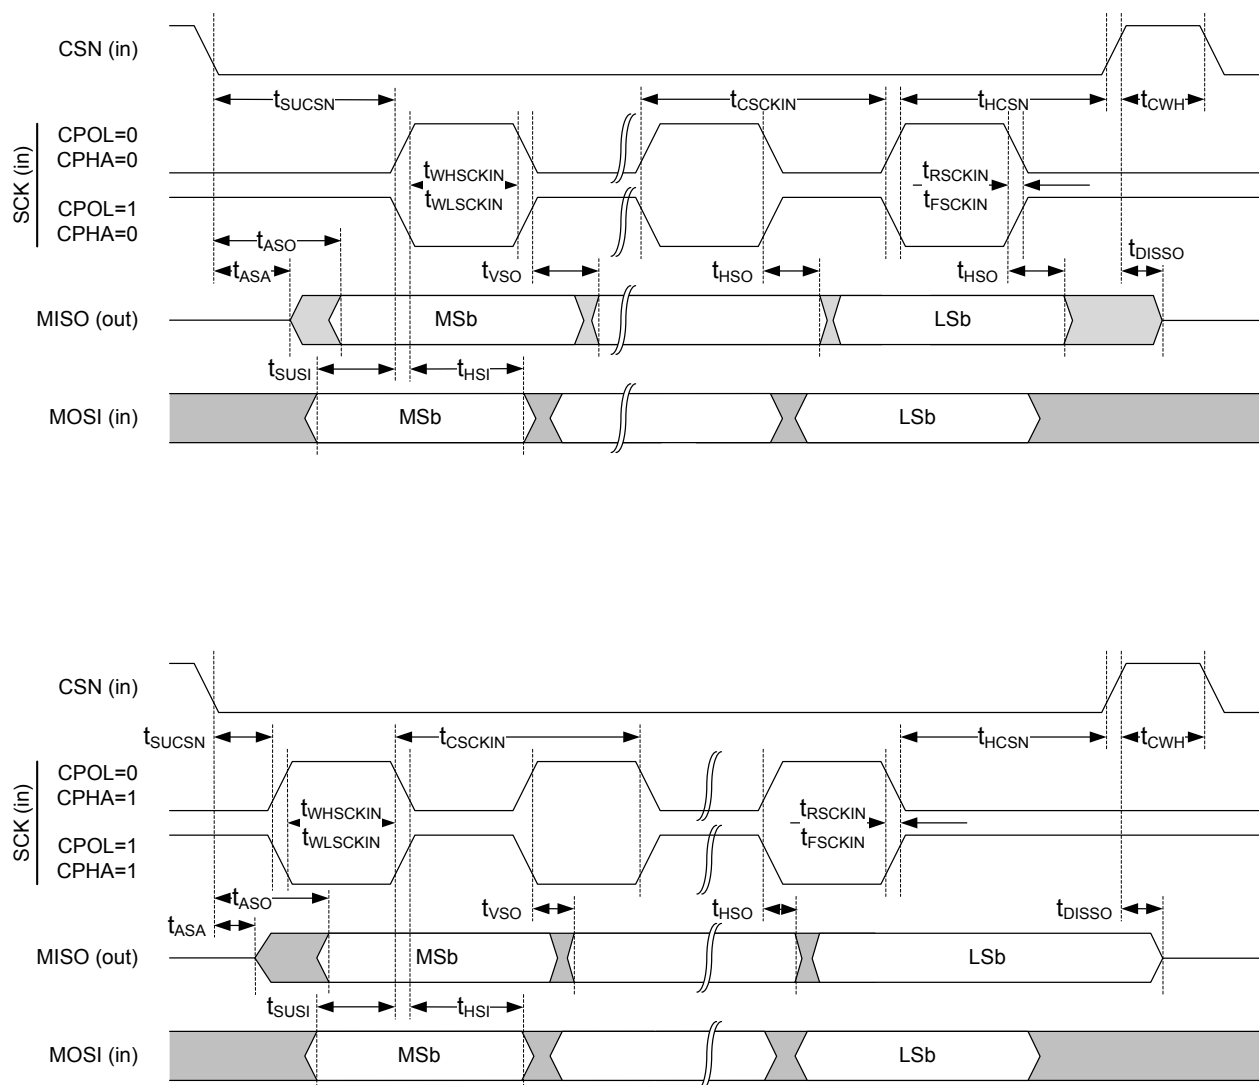 CSN (in)
tSUCSN
tCSCKIN
tHCSN
tCWH
SCK (in)
CPOL=0
CPHA=0
tWHSCKIN
tRSCKIN
CPOL=1
CPHA=0
tWLSCKIN
tFSCKIN
tASO
tASA
tVSO
tHSO
tHSO
tDISSO
MISO (out)
MSb
LSb
tSUSI
tHSI
MOSI (in)
MSb
LSb
CSN (in)
tSUCSN
tCSCKIN
tHCSN
tCWH
SCK (in)
CPOL=0
CPHA=1
tWHSCKIN
tRSCKIN
CPOL=1
CPHA=1
tWLSCKIN
tFSCKIN
tASO
tASA
tVSO
tHSO
tDISSO
MISO (out)
MSb
LSb
tSUSI
tHSI
MOSI (in)
MSb
LSb